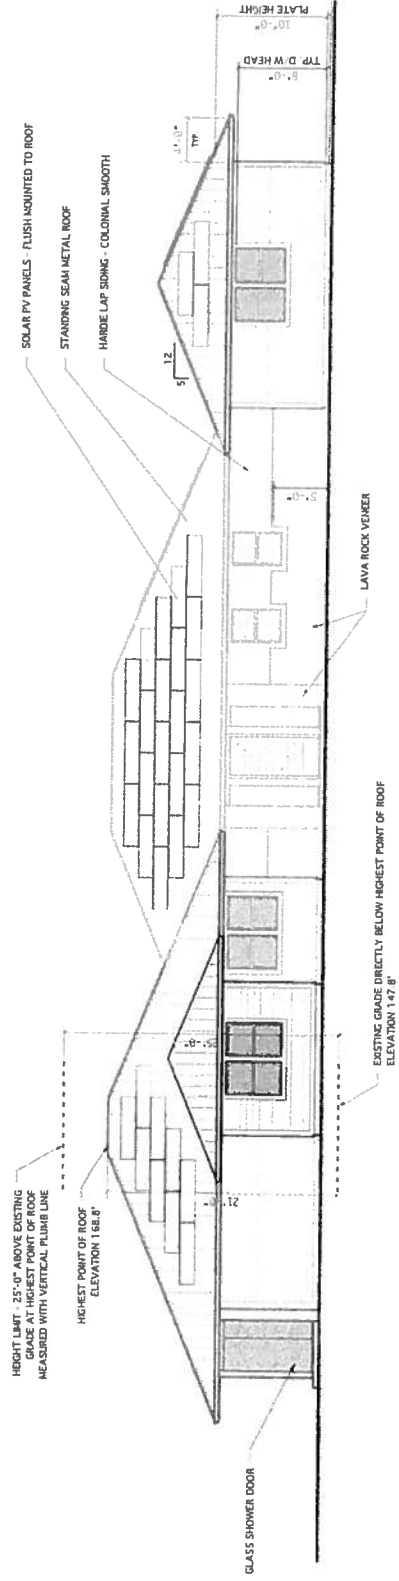 HEIGHT LIMIT - 25'-0" ABOVE EXISTING
GRADE AT HIGHEST POINT OF ROOF
MEASURED WITH VERTICAL PLUMB LINE
HIGHEST POINT OF ROOF
ELEVATION 168.8'
GLASS SHOWER DOOR
21'-0"
25'-0"
EXISTING GRADE DIRECTLY BELOW HIGHEST POINT OF ROOF
ELEVATION 147.8'
LAVA ROCK VENEER
5'-0"
SOLAR PV PANELS - FLUSH MOUNTED TO ROOF
STANDING SEAM METAL ROOF
HARDIE LAP SIDING - COLONIAL SMOOTH
12
5
TYP.
8'-0"
TYP. D/W HEAD
10'-0"
PLATE HEIGHT